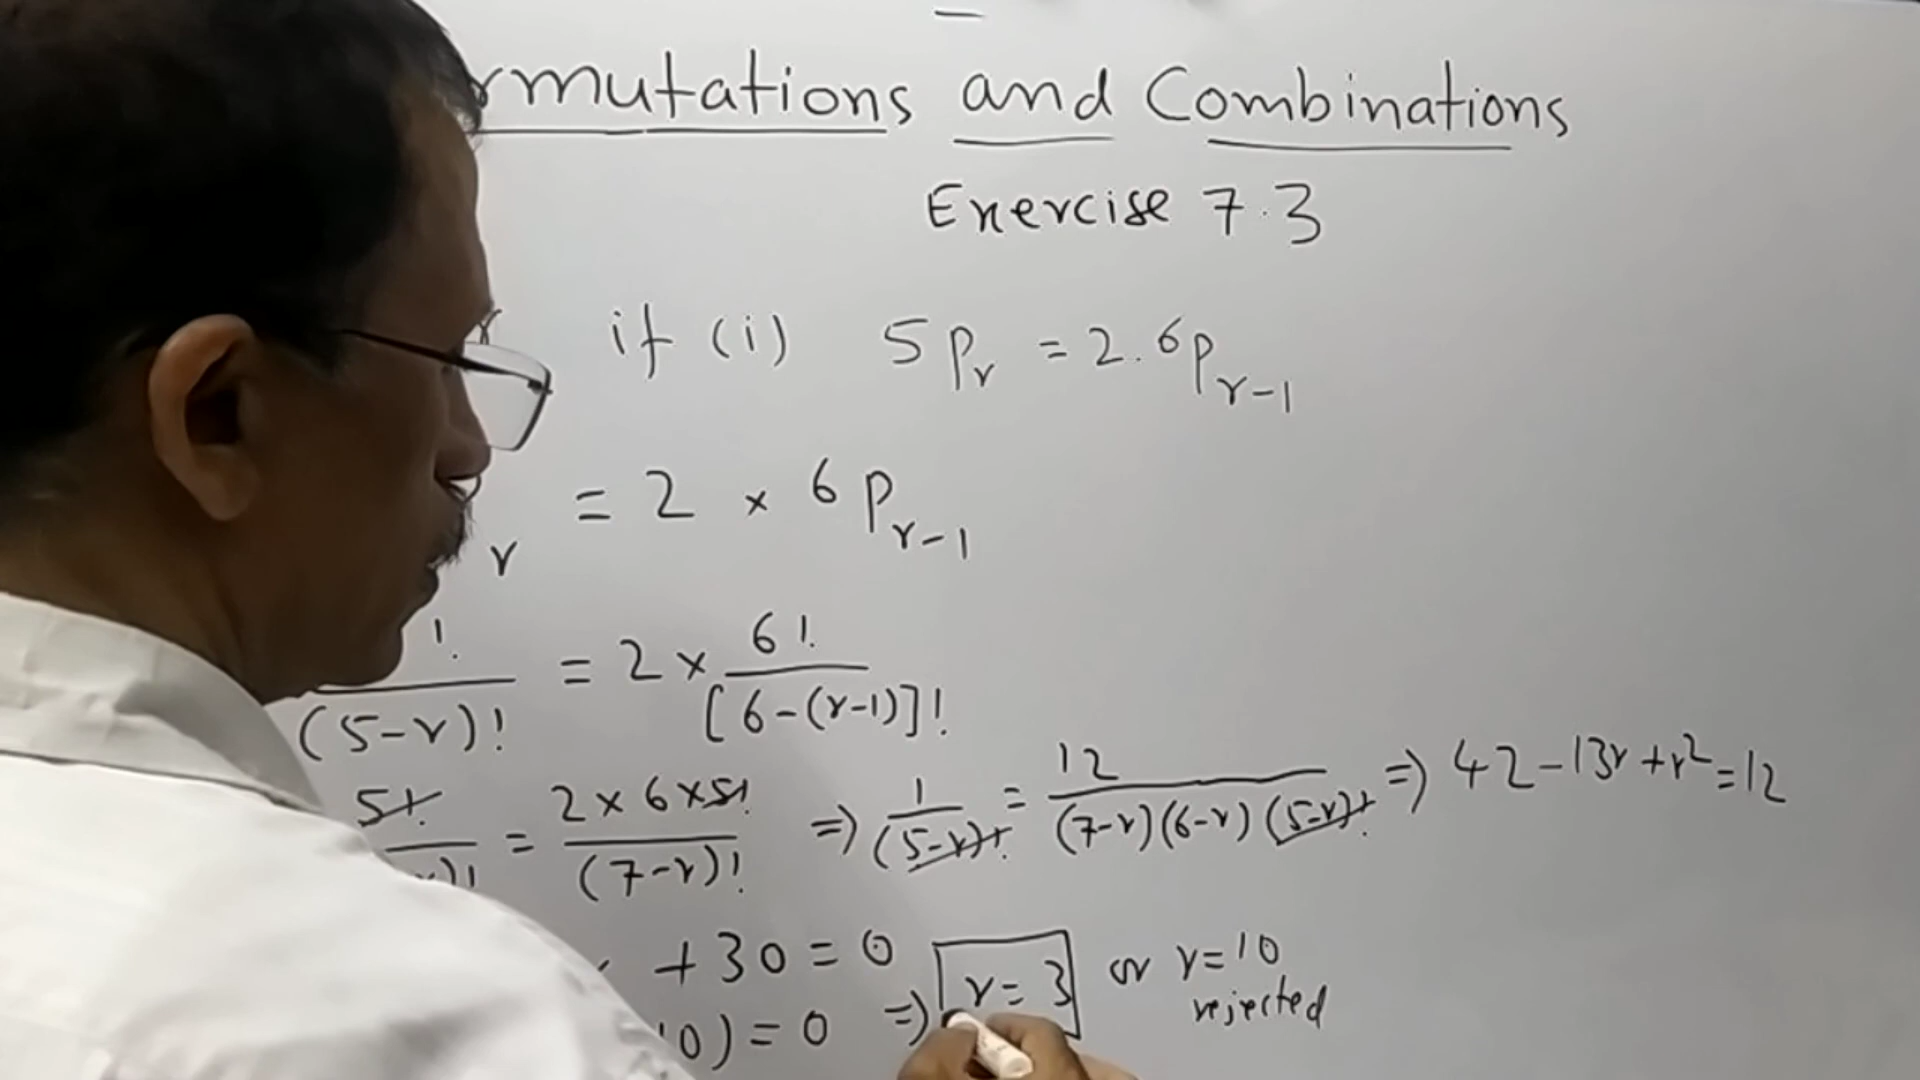 rmutations and Combinations
Exercise 7.3
r if (i) 5Pr = 2.6Pr-1
r = 2 × 6Pr-1
!/(5-r)! = 2 × 6!/[6-(r-1)]!
5!/r)! = 2×6×5!/(7-r)! => 1/(5-r)! = 12/(7-r)(6-r)(5-r)! => 42-13r+r²=12
+30=0
10)=0 => r=3 or r=10
rejected